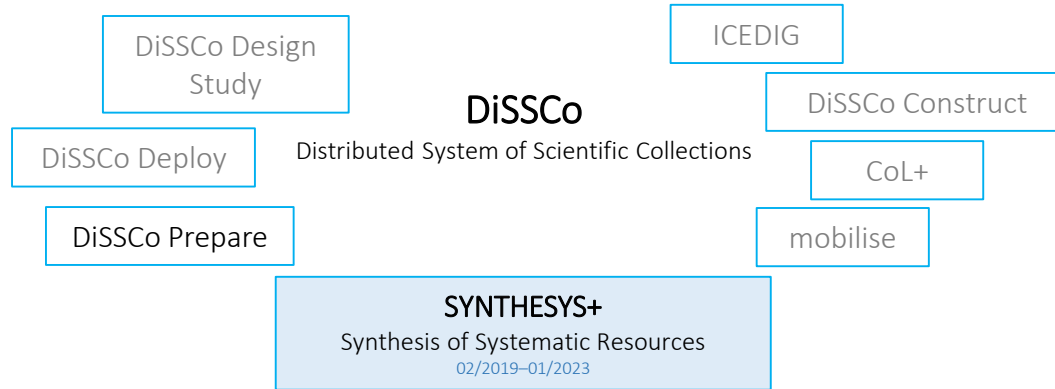 DiSSCo Design
Study
ICEDIG
DiSSCo
Distributed System of Scientific Collections
DiSSCo Construct
DiSSCo Deploy
CoL+
DiSSCo Prepare
mobilise
SYNTHESYS+
Synthesis of Systematic Resources
02/2019–01/2023